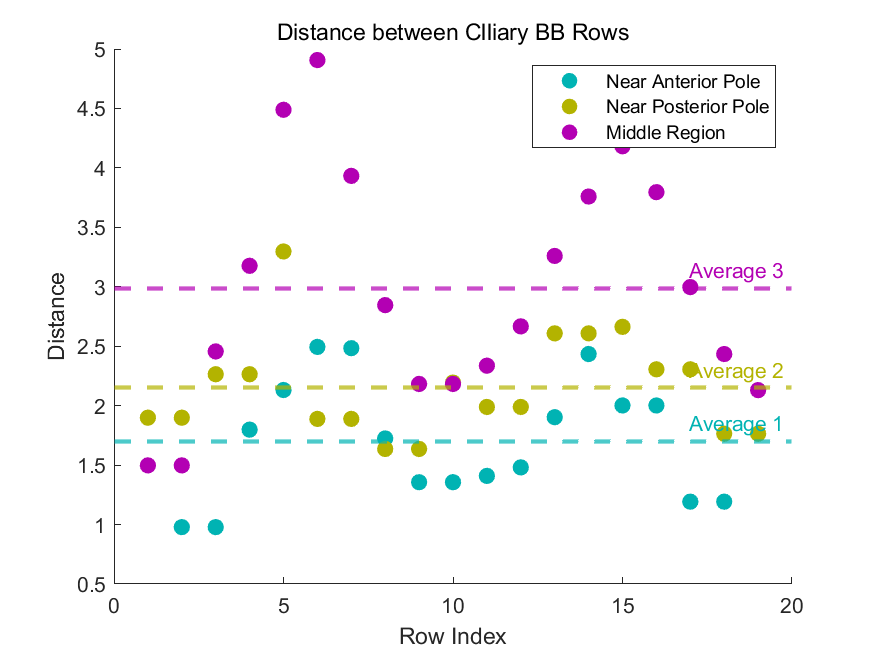 Distance between CIliary BB Rows
Near Anterior Pole
Near Posterior Pole
Middle Region
5
4.5
4
3.5
3
2.5
2
1.5
1
0.5
Distance
Average 3
Average 2
Average 1
0 5 10 15 20
Row Index